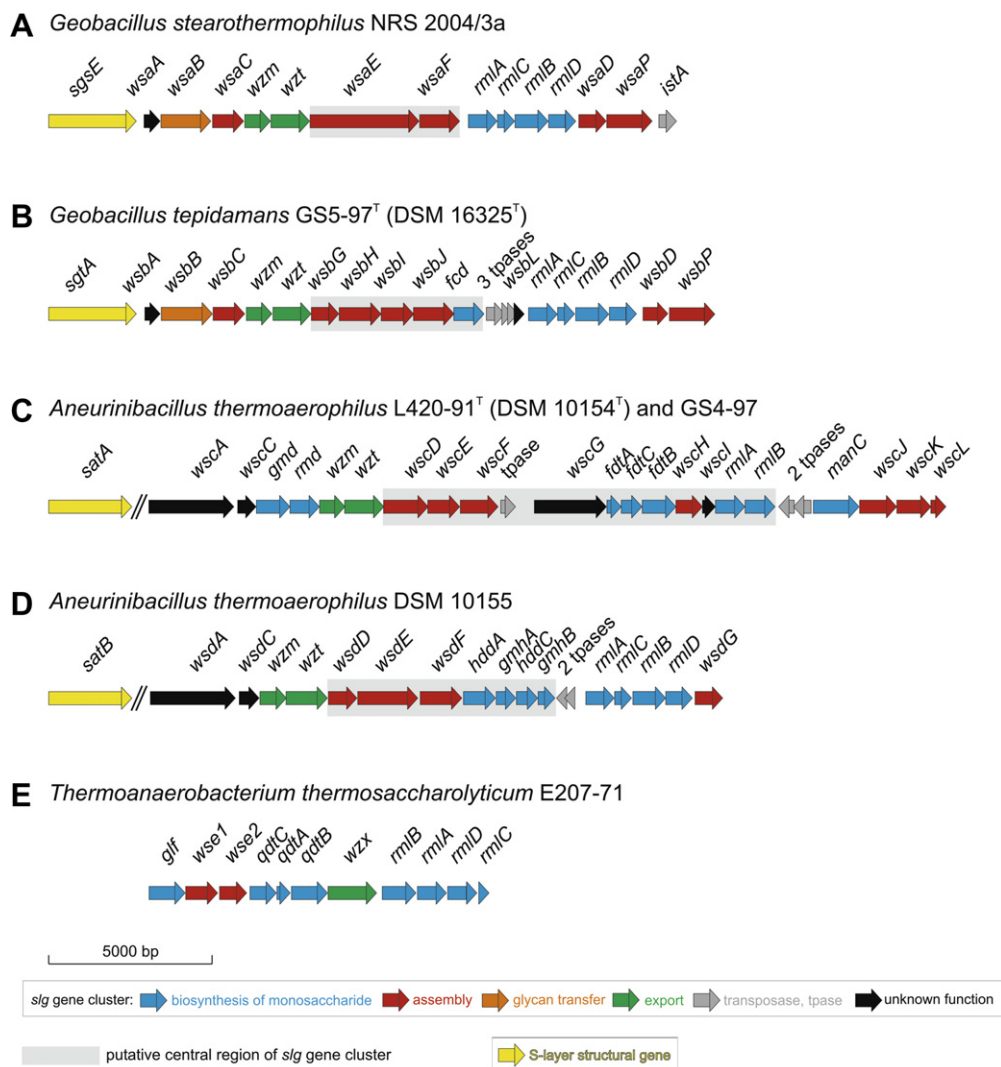 A Geobacillus stearothermophilus NRS 2004/3a
sgsE wsaA wsaB wsaC wzm wzt wsaE wsaF rmlA rmlC rmlB rmlD wsaD wsaP istA
B Geobacillus tepidamans GS5-97ᵀ (DSM 16325ᵀ)
sgtA wsbA wsbB wsbC wzm wzt wsbG wsbH wsbI wsbJ fcd 3 tpases wsbL rmlA rmlC rmlB rmlD wsbD wsbP
C Aneurinibacillus thermoaerophilus L420-91ᵀ (DSM 10154ᵀ) and GS4-97
satA wscA wscC gmd rmd wzm wzt wscD wscE wscF tpase wscG fdtA fdtC fdtB wscH wscI rmlA rmlB 2 tpases manC wscJ wscK wscL
D Aneurinibacillus thermoaerophilus DSM 10155
satB wsdA wsdC wzm wzt wsdD wsdE wsdF hddA gmhA hddC gmhB 2 tpases rmlA rmlC rmlB rmlD wsdG
E Thermoanaerobacterium thermosaccharolyticum E207-71
glf wse1 wse2 qdtC qdtA qdtB wzx rmlB rmlA rmlD rmlC
5000 bp
slg gene cluster: biosynthesis of monosaccharide assembly glycan transfer export transposase, tpase unknown function
putative central region of slg gene cluster S-layer structural gene